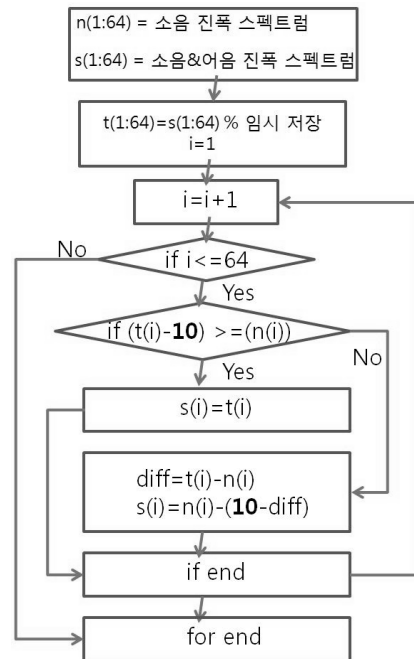 n(1:64) = 소음 진폭 스펙트럼
s(1:64) = 소음&어음 진폭 스펙트럼
t(1:64)=s(1:64) % 임시 저장
i=1
i=i+1
No
if i<=64
Yes
if (t(i)-10) >=(n(i))
No
Yes
s(i)=t(i)
diff=t(i)-n(i)
s(i)=n(i)-(10-diff)
if end
for end